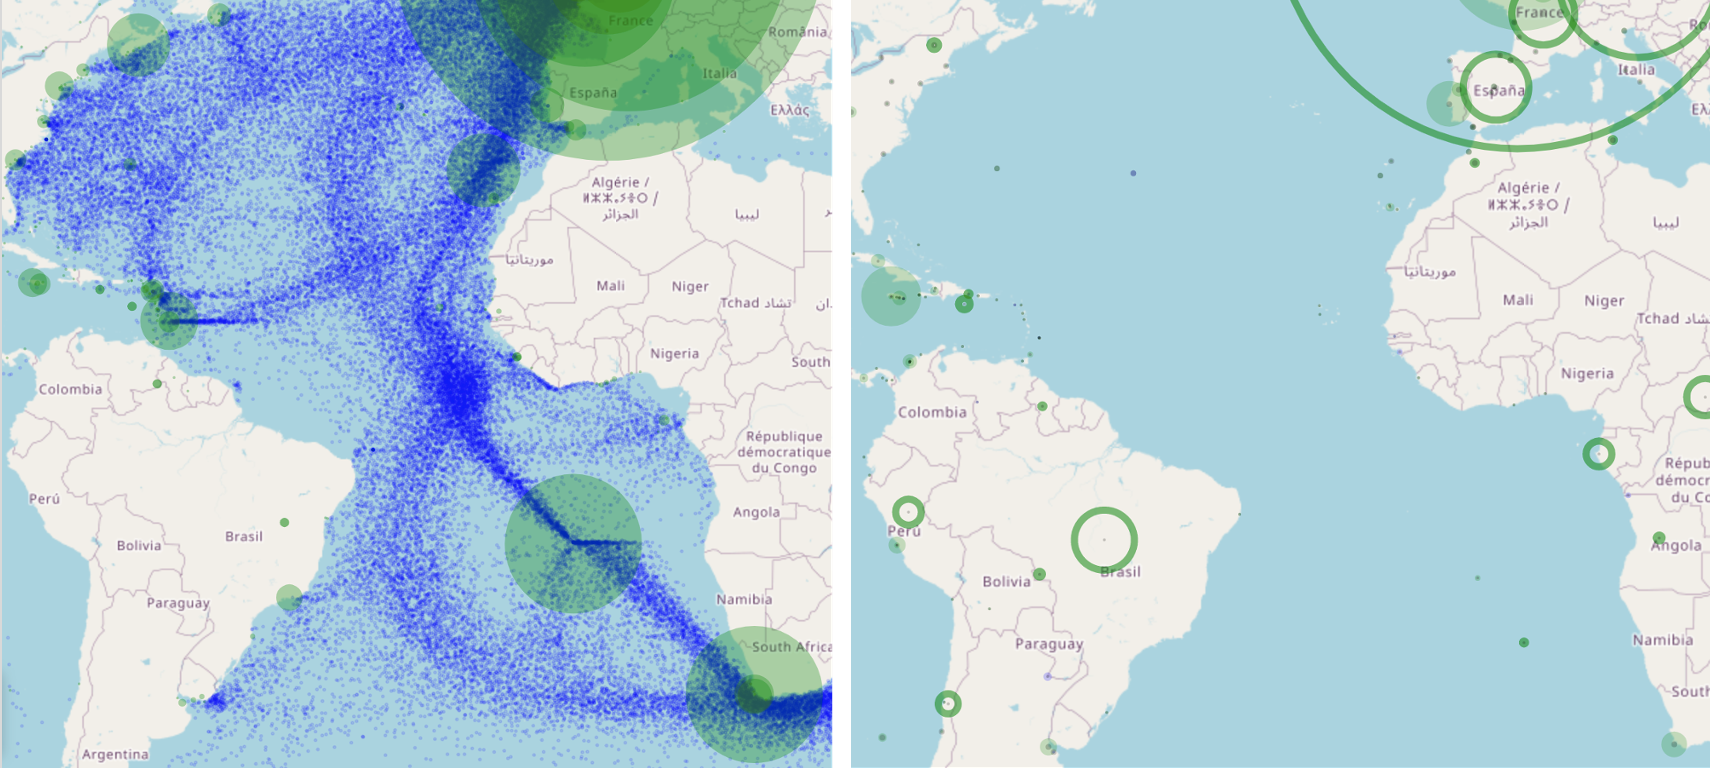 France
România
Italia
España
Ελλάς
Algérie /
ⵍⵣⵣⴰⵢⴻⵔ /
الجزائر
ليبيا
موريتانيا
Mali
Niger
Tchad تشاد
Nigeria
South
Colombia
République
démocratique
du Congo
Perú
Brasil
Angola
Bolivia
Namibia
Paraguay
South Africa
Argentina
France
Ro
Italia
España
Ελλ
Algérie /
ⵍⵣⵣⴰⵢⴻⵔ /
الجزائر
ليبيا
موريتانيا
Mali
Niger
Tchad تشاد
Nigeria
Colombia
Répub
démocr
du Co
Perú
Angola
Bolivia
Brasil
Paraguay
Namibia
South